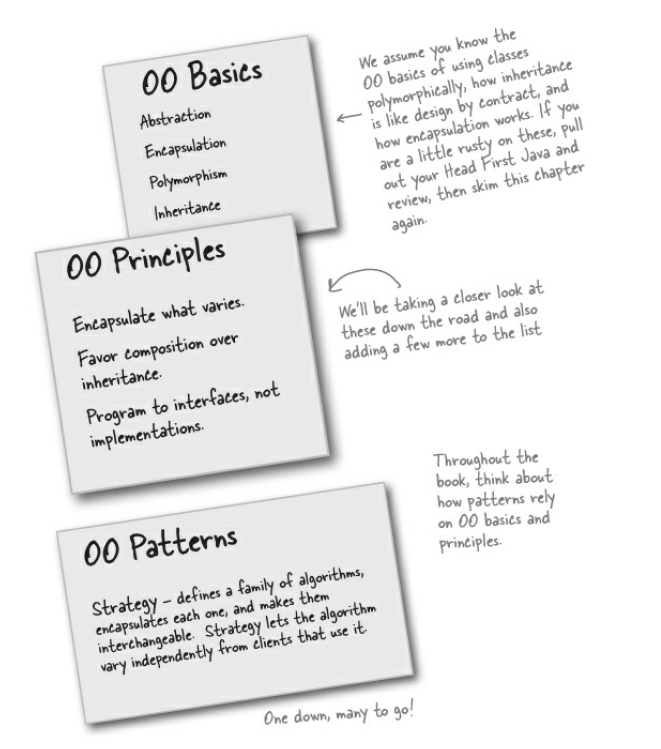 OO Basics
Abstraction
Encapsulation
Polymorphism
Inheritance
We assume you know the
OO basics of using classes
polymorphically, how inheritance
is like design by contract, and
how encapsulation works. If you
are a little rusty on these, pull
out your Head First Java and
review, then skim this chapter
again.
OO Principles
Encapsulate what varies.
Favor composition over
inheritance.
Program to interfaces, not
implementations.
We'll be taking a closer look at
these down the road and also
adding a few more to the list
Throughout the
book, think about
how patterns rely
on OO basics and
principles.
OO Patterns
Strategy – defines a family of algorithms,
encapsulates each one, and makes them
interchangeable. Strategy lets the algorithm
vary independently from clients that use it.
One down, many to go!